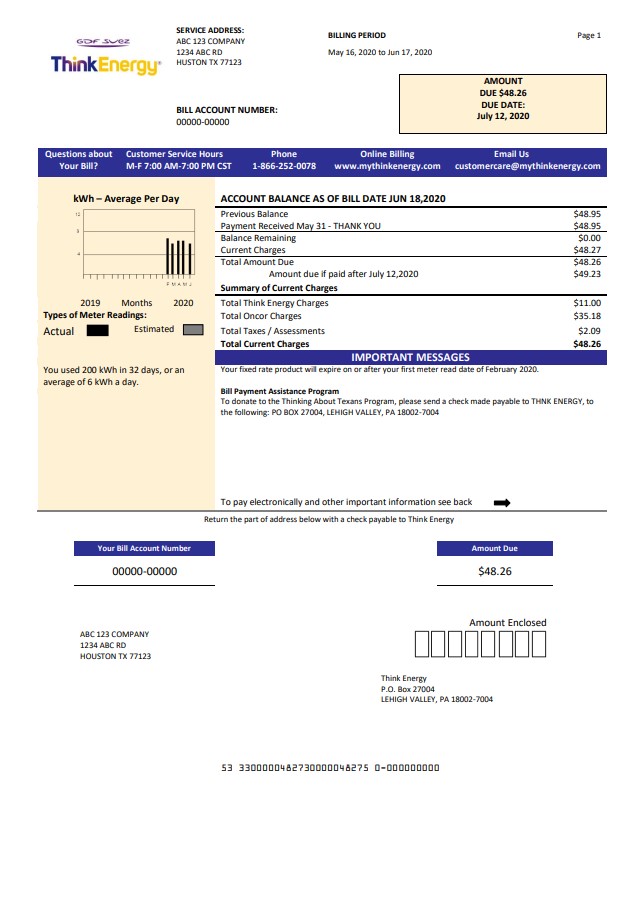 GDF SUEZ
ThinkEnergy®
SERVICE ADDRESS:
ABC 123 COMPANY
1234 ABC RD
HUSTON TX 77123
BILLING PERIOD
May 16, 2020 to Jun 17, 2020
Page 1
AMOUNT
DUE $48.26
DUE DATE:
July 12, 2020
BILL ACCOUNT NUMBER:
00000-00000
Questions about Your Bill?
Customer Service Hours
M-F 7:00 AM-7:00 PM CST
Phone
1-866-252-0078
Online Billing
www.mythinkenergy.com
Email Us
customercare@mythinkenergy.com
kWh – Average Per Day
12
8
4
F M A M J
2019 Months 2020
Types of Meter Readings:
Actual Estimated
You used 200 kWh in 32 days, or an
average of 6 kWh a day.
ACCOUNT BALANCE AS OF BILL DATE JUN 18,2020
Previous Balance $48.95
Payment Received May 31 - THANK YOU $48.95
Balance Remaining $0.00
Current Charges $48.27
Total Amount Due $48.26
Amount due if paid after July 12,2020 $49.23
Summary of Current Charges
Total Think Energy Charges $11.00
Total Oncor Charges $35.18
Total Taxes / Assessments $2.09
Total Current Charges $48.26
IMPORTANT MESSAGES
Your fixed rate product will expire on or after your first meter read date of February 2020.
Bill Payment Assistance Program
To donate to the Thinking About Texans Program, please send a check made payable to THNK ENERGY, to
the following: PO BOX 27004, LEHIGH VALLEY, PA 18002-7004
To pay electronically and other important information see back
Return the part of address below with a check payable to Think Energy
Your Bill Account Number
00000-00000
Amount Due
$48.26
ABC 123 COMPANY
1234 ABC RD
HOUSTON TX 77123
Amount Enclosed
Think Energy
P.O. Box 27004
LEHIGH VALLEY, PA 18002-7004
53 3300000482730000048275 0-000000000